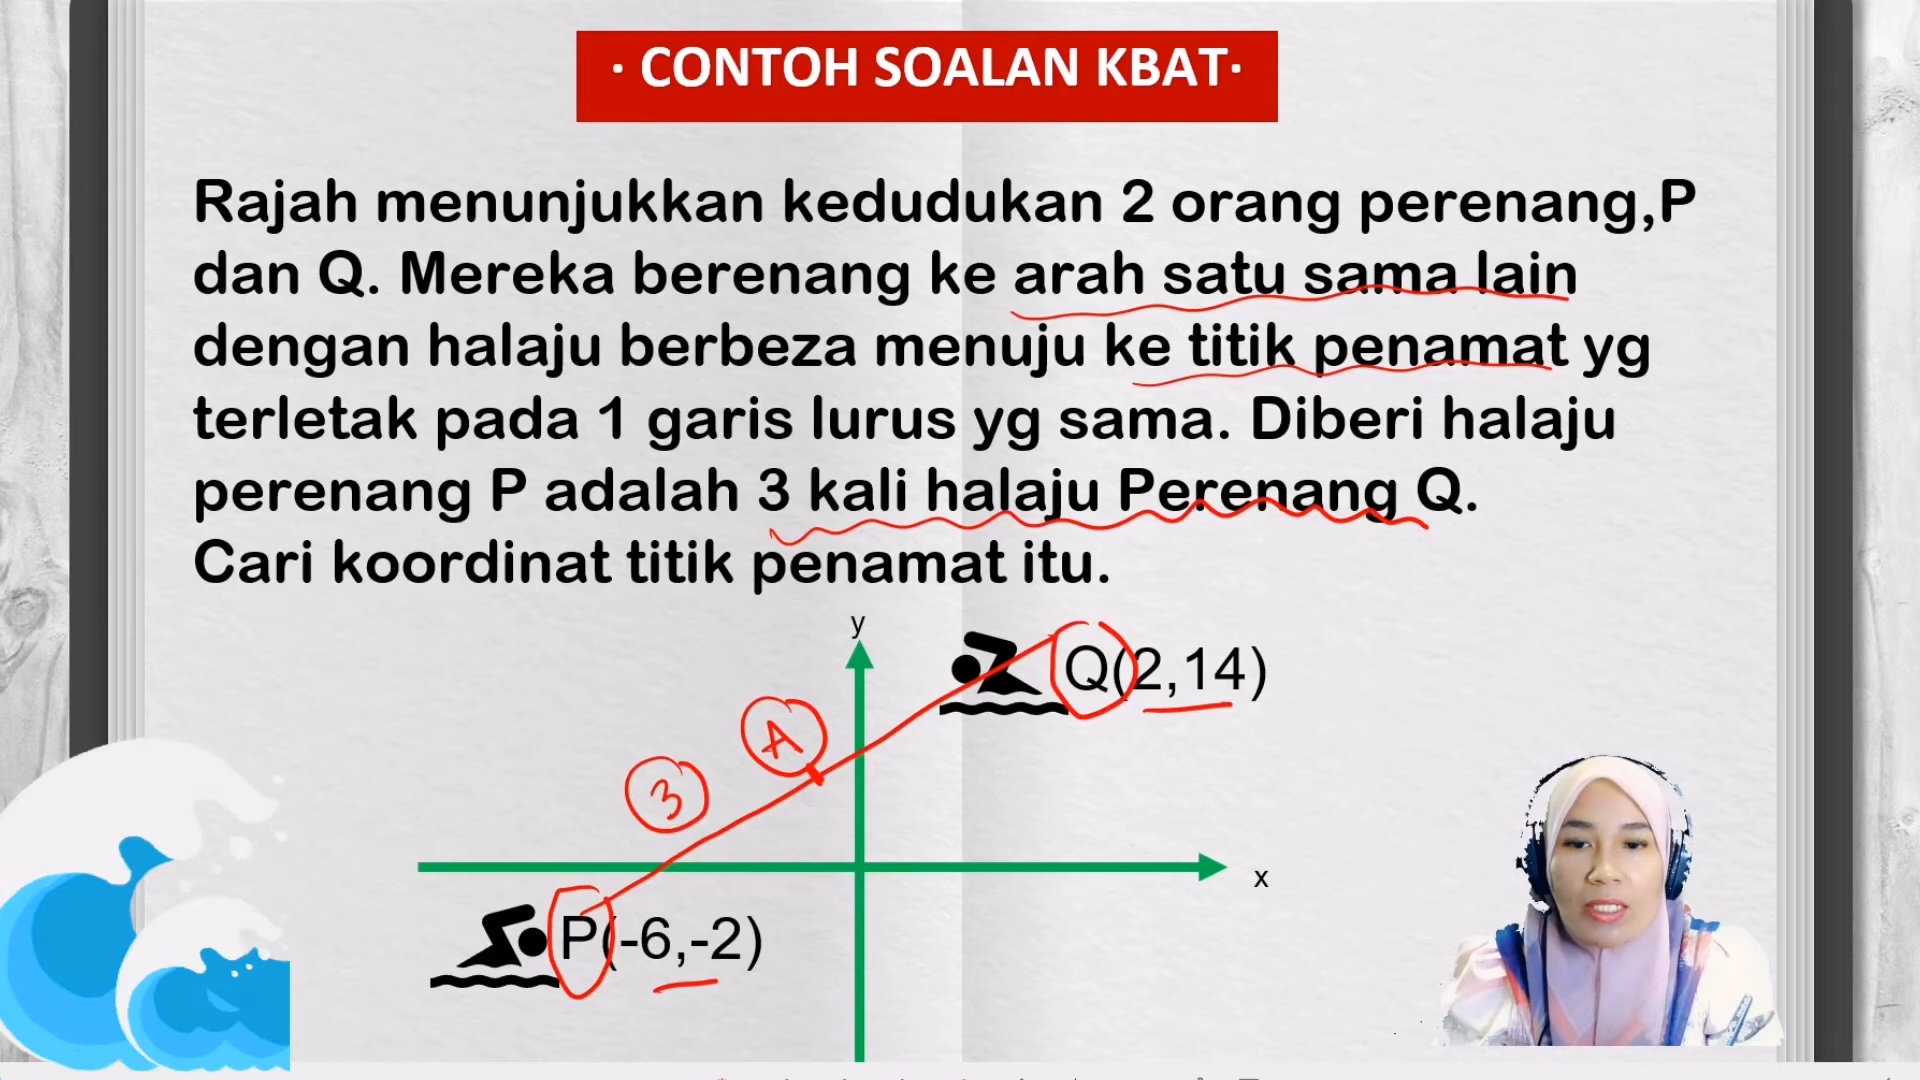 · CONTOH SOALAN KBAT·
Rajah menunjukkan kedudukan 2 orang perenang,P
dan Q. Mereka berenang ke arah satu sama lain
dengan halaju berbeza menuju ke titik penamat yg
terletak pada 1 garis lurus yg sama. Diberi halaju
perenang P adalah 3 kali halaju Perenang Q.
Cari koordinat titik penamat itu.
y
Q(2,14)
A
3
x
P(-6,-2)